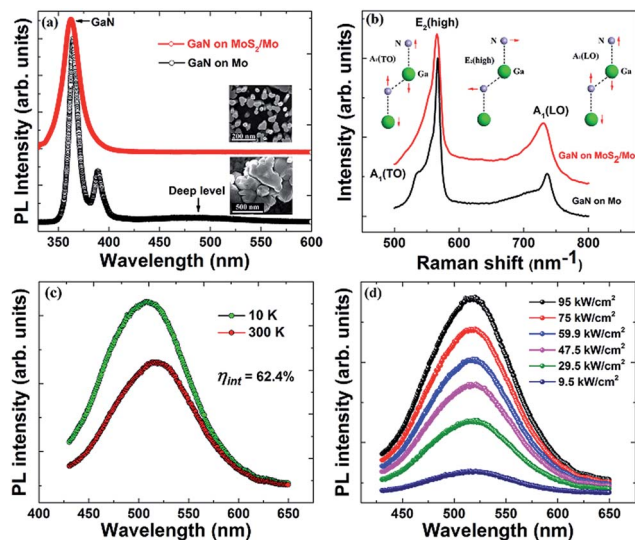 (a)
GaN
GaN on MoS₂/Mo
GaN on Mo
200 nm
500 nm
Deep level
PL Intensity (arb. units)
350 400 450 500 550 600
Wavelength (nm)
(b)
E₂(high)
N
N
N
A₁(TO)
Ga
E₂(high)
Ga
A₁(LO)
Ga
A₁(LO)
A₁(TO)
GaN on MoS₂/Mo
GaN on Mo
Intensity (arb. units)
500 600 700 800
Raman shift (nm⁻¹)
(c)
10 K
300 K
η_int = 62.4%
PL intensity (arb. units)
400 450 500 550 600 650
Wavelength (nm)
(d)
95 kW/cm²
75 kW/cm²
59.9 kW/cm²
47.5 kW/cm²
29.5 kW/cm²
9.5 kW/cm²
PL intensity (arb. units)
450 500 550 600 650
Wavelength (nm)